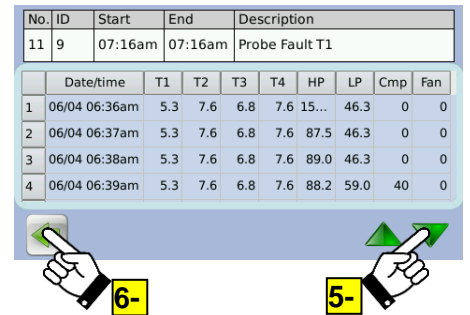 No. ID Start End Description
11 9 07:16am 07:16am Probe Fault T1
Date/time T1 T2 T3 T4 HP LP Cmp Fan
1 06/04 06:36am 5.3 7.6 6.8 7.6 15... 46.3 0 0
2 06/04 06:37am 5.3 7.6 6.8 7.6 87.5 46.3 0 0
3 06/04 06:38am 5.3 7.6 6.8 7.6 89.0 46.3 0 0
4 06/04 06:39am 5.3 7.6 6.8 7.6 88.2 59.0 40 0
6- 5-